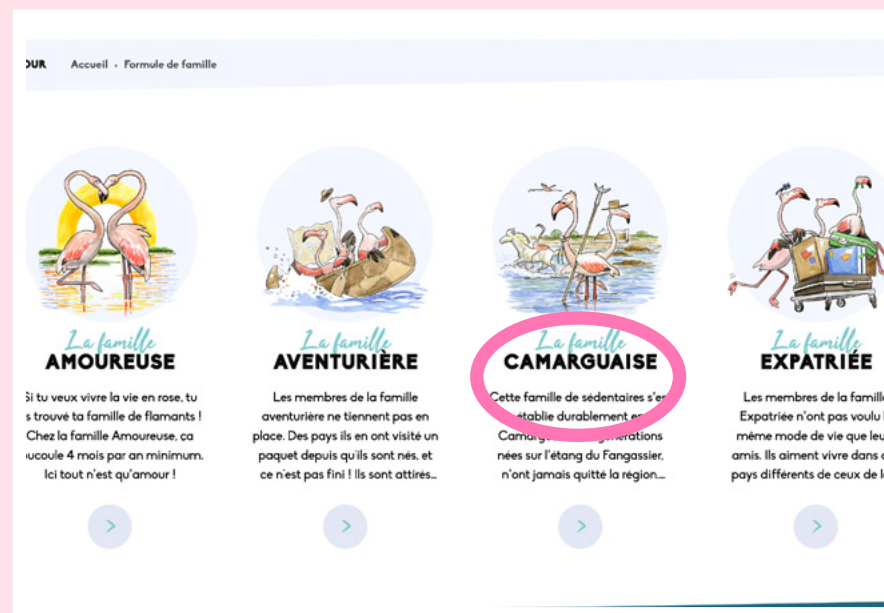 OUR Accueil • Formule de famille
La famille
AMOUREUSE
Si tu veux vivre la vie en rose, tu
s trouvé ta famille de flamants !
Chez la famille Amoureuse, ça
ucoule 4 mois par an minimum.
Ici tout n'est qu'amour !
>
La famille
AVENTURIÈRE
Les membres de la famille
aventurière ne tiennent pas en
place. Des pays ils en ont visité un
paquet depuis qu'ils sont nés, et
ce n'est pas fini ! Ils sont attirés...
>
La famille
CAMARGUAISE
Cette famille de sédentaires s'es
établie durablement en
née sur l'étang du Fangassier,
n'ont jamais quitté la région...
>
La famille
EXPATRIÉE
Les membres de la famille
Expatriée n'ont pas voulu l
même mode de vie que leu
amis. Ils aiment vivre dans d
pays différents de ceux de l
>